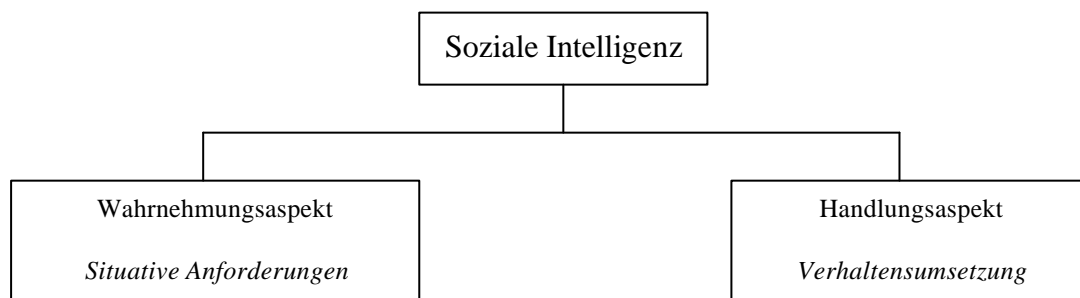 Soziale Intelligenz
Wahrnehmungsaspekt
Situative Anforderungen
Handlungsaspekt
Verhaltensumsetzung